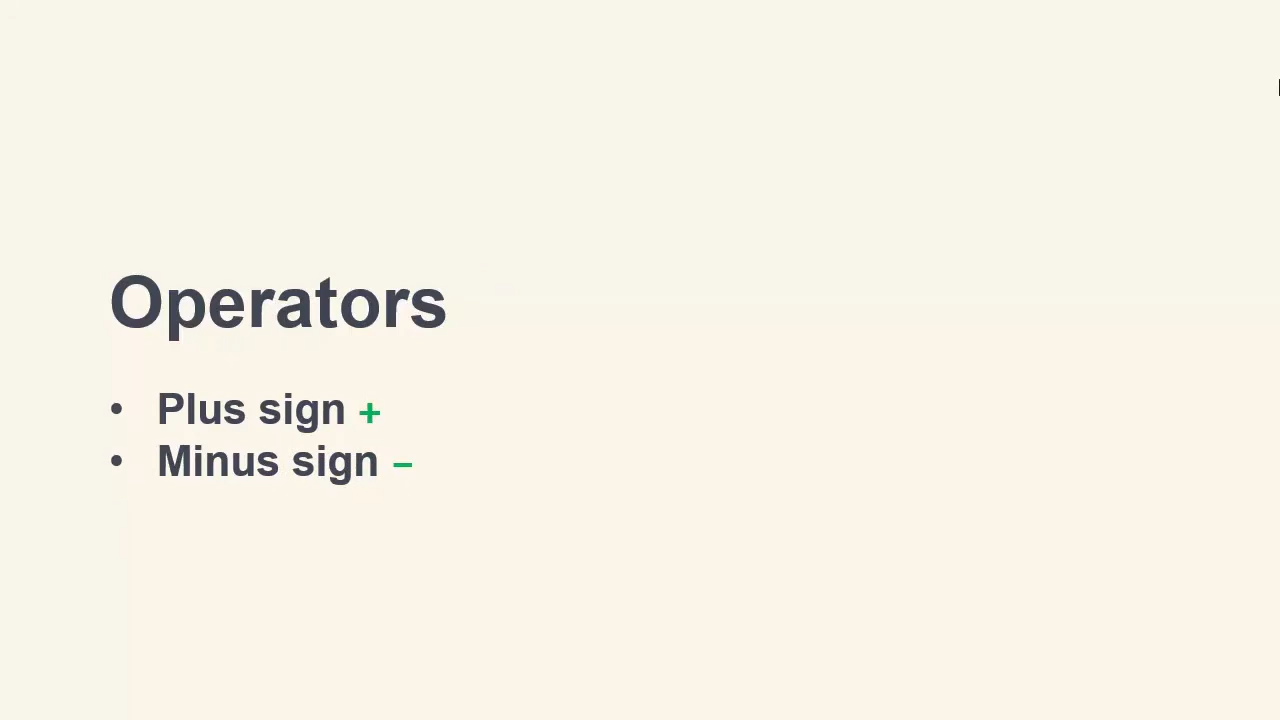 Operators
• Plus sign +
• Minus sign –